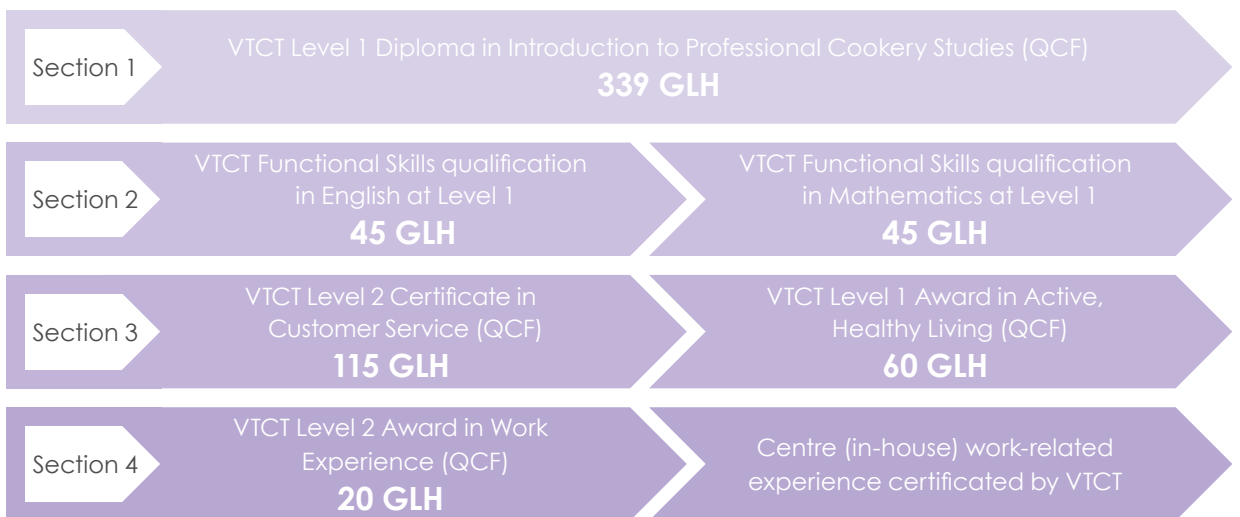 Section 1
VTCT Level 1 Diploma in Introduction to Professional Cookery Studies (QCF)
339 GLH
Section 2
VTCT Functional Skills qualification
in English at Level 1
45 GLH
VTCT Functional Skills qualification
in Mathematics at Level 1
45 GLH
Section 3
VTCT Level 2 Certificate in
Customer Service (QCF)
115 GLH
VTCT Level 1 Award in Active,
Healthy Living (QCF)
60 GLH
Section 4
VTCT Level 2 Award in Work
Experience (QCF)
20 GLH
Centre (in-house) work-related
experience certificated by VTCT